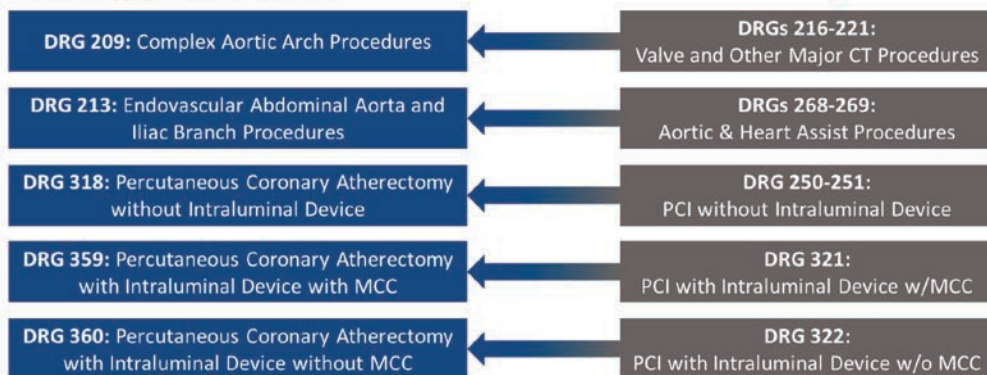 DRG 209: Complex Aortic Arch Procedures
DRGs 216-221:
Valve and Other Major CT Procedures
DRG 213: Endovascular Abdominal Aorta and
Iliac Branch Procedures
DRGs 268-269:
Aortic & Heart Assist Procedures
DRG 318: Percutaneous Coronary Atherectomy
without Intraluminal Device
DRG 250-251:
PCI without Intraluminal Device
DRG 359: Percutaneous Coronary Atherectomy
with Intraluminal Device with MCC
DRG 321:
PCI with Intraluminal Device w/MCC
DRG 360: Percutaneous Coronary Atherectomy
with Intraluminal Device without MCC
DRG 322:
PCI with Intraluminal Device w/o MCC